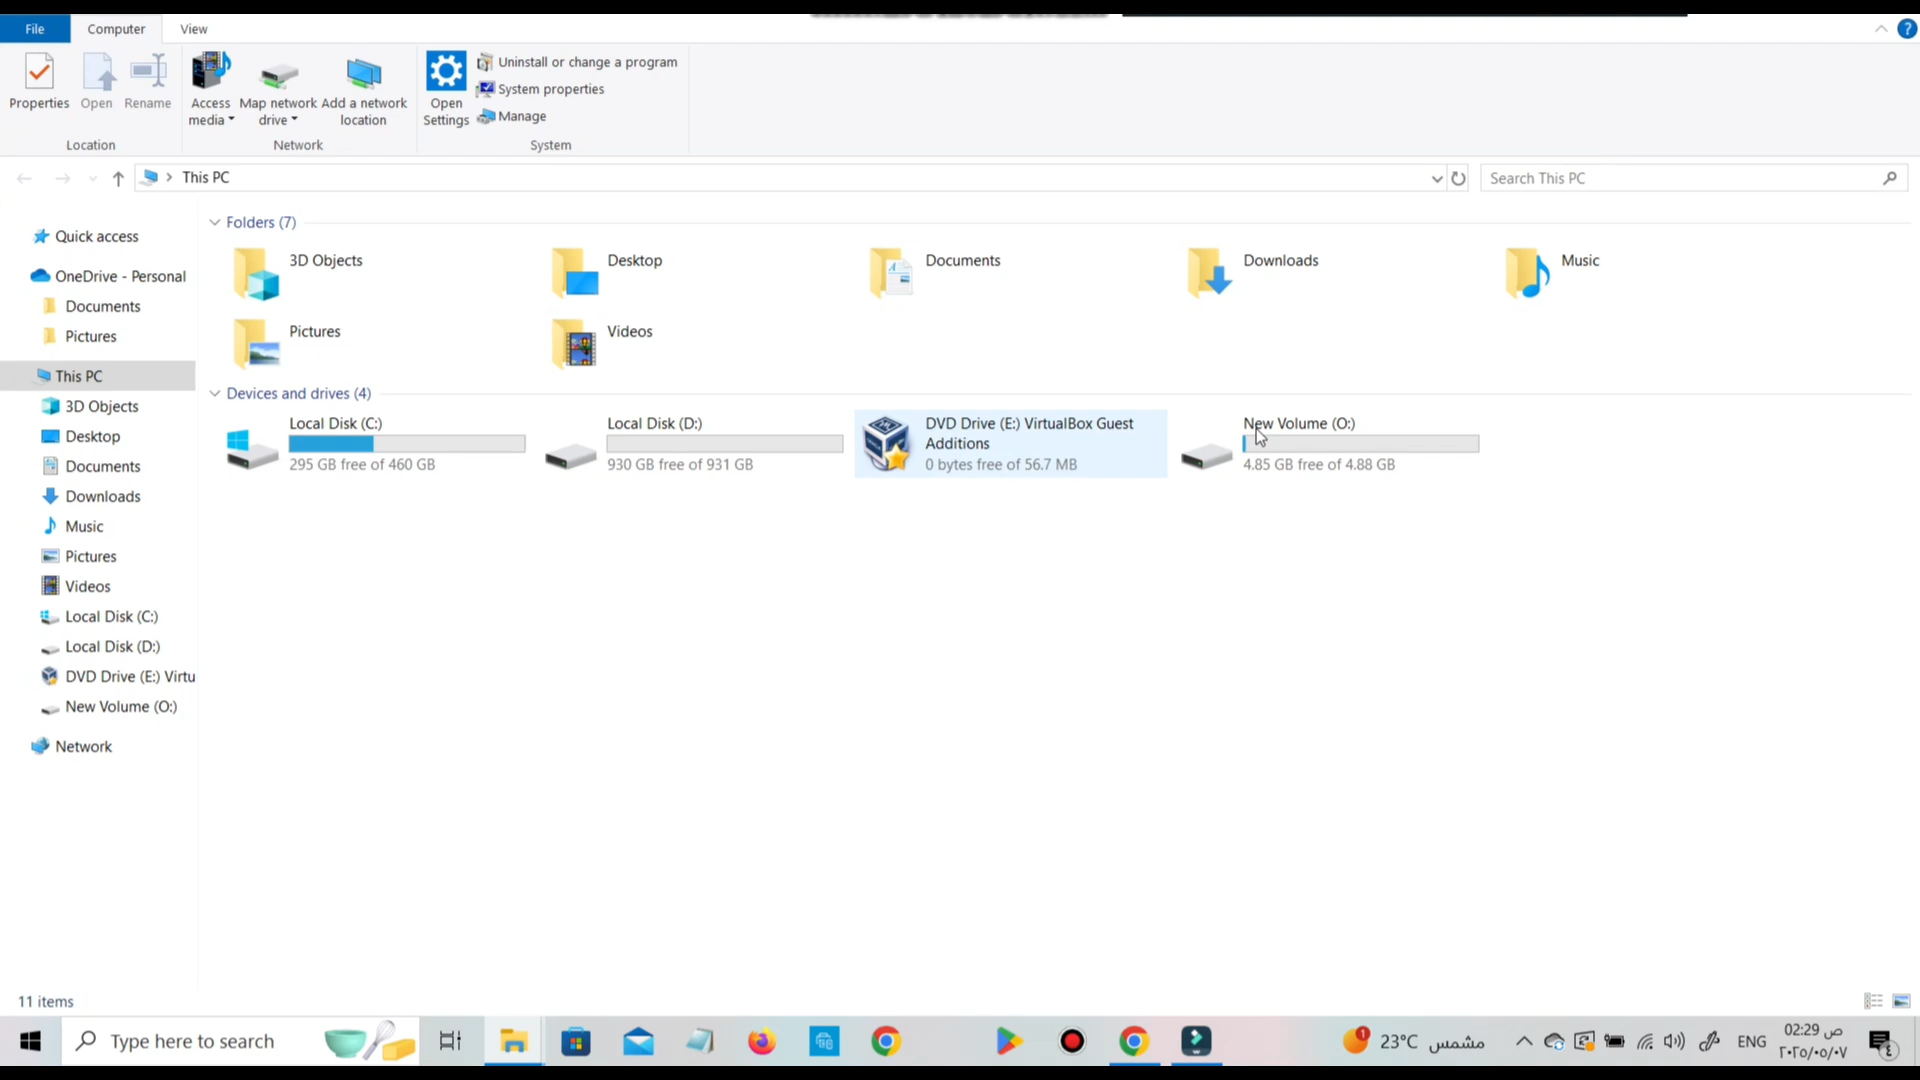 File Computer View
Properties Open Rename Access media Map network drive Add a network location Open Settings
Uninstall or change a program
System properties
Manage
Location Network System
This PC Search This PC
Quick access
OneDrive - Personal
Documents
Pictures
This PC
3D Objects
Desktop
Documents
Downloads
Music
Pictures
Videos
Local Disk (C:)
Local Disk (D:)
DVD Drive (E:) Virtu
New Volume (O:)
Network
Folders (7)
3D Objects Desktop Documents Downloads Music
Pictures Videos
Devices and drives (4)
Local Disk (C:)
295 GB free of 460 GB
Local Disk (D:)
930 GB free of 931 GB
DVD Drive (E:) VirtualBox Guest
Additions
0 bytes free of 56.7 MB
New Volume (O:)
4.85 GB free of 4.88 GB
11 items
Type here to search
1 23°C مشمس ENG 02:29 ص
٢٠٢٥/٠٥/٠٧
٤